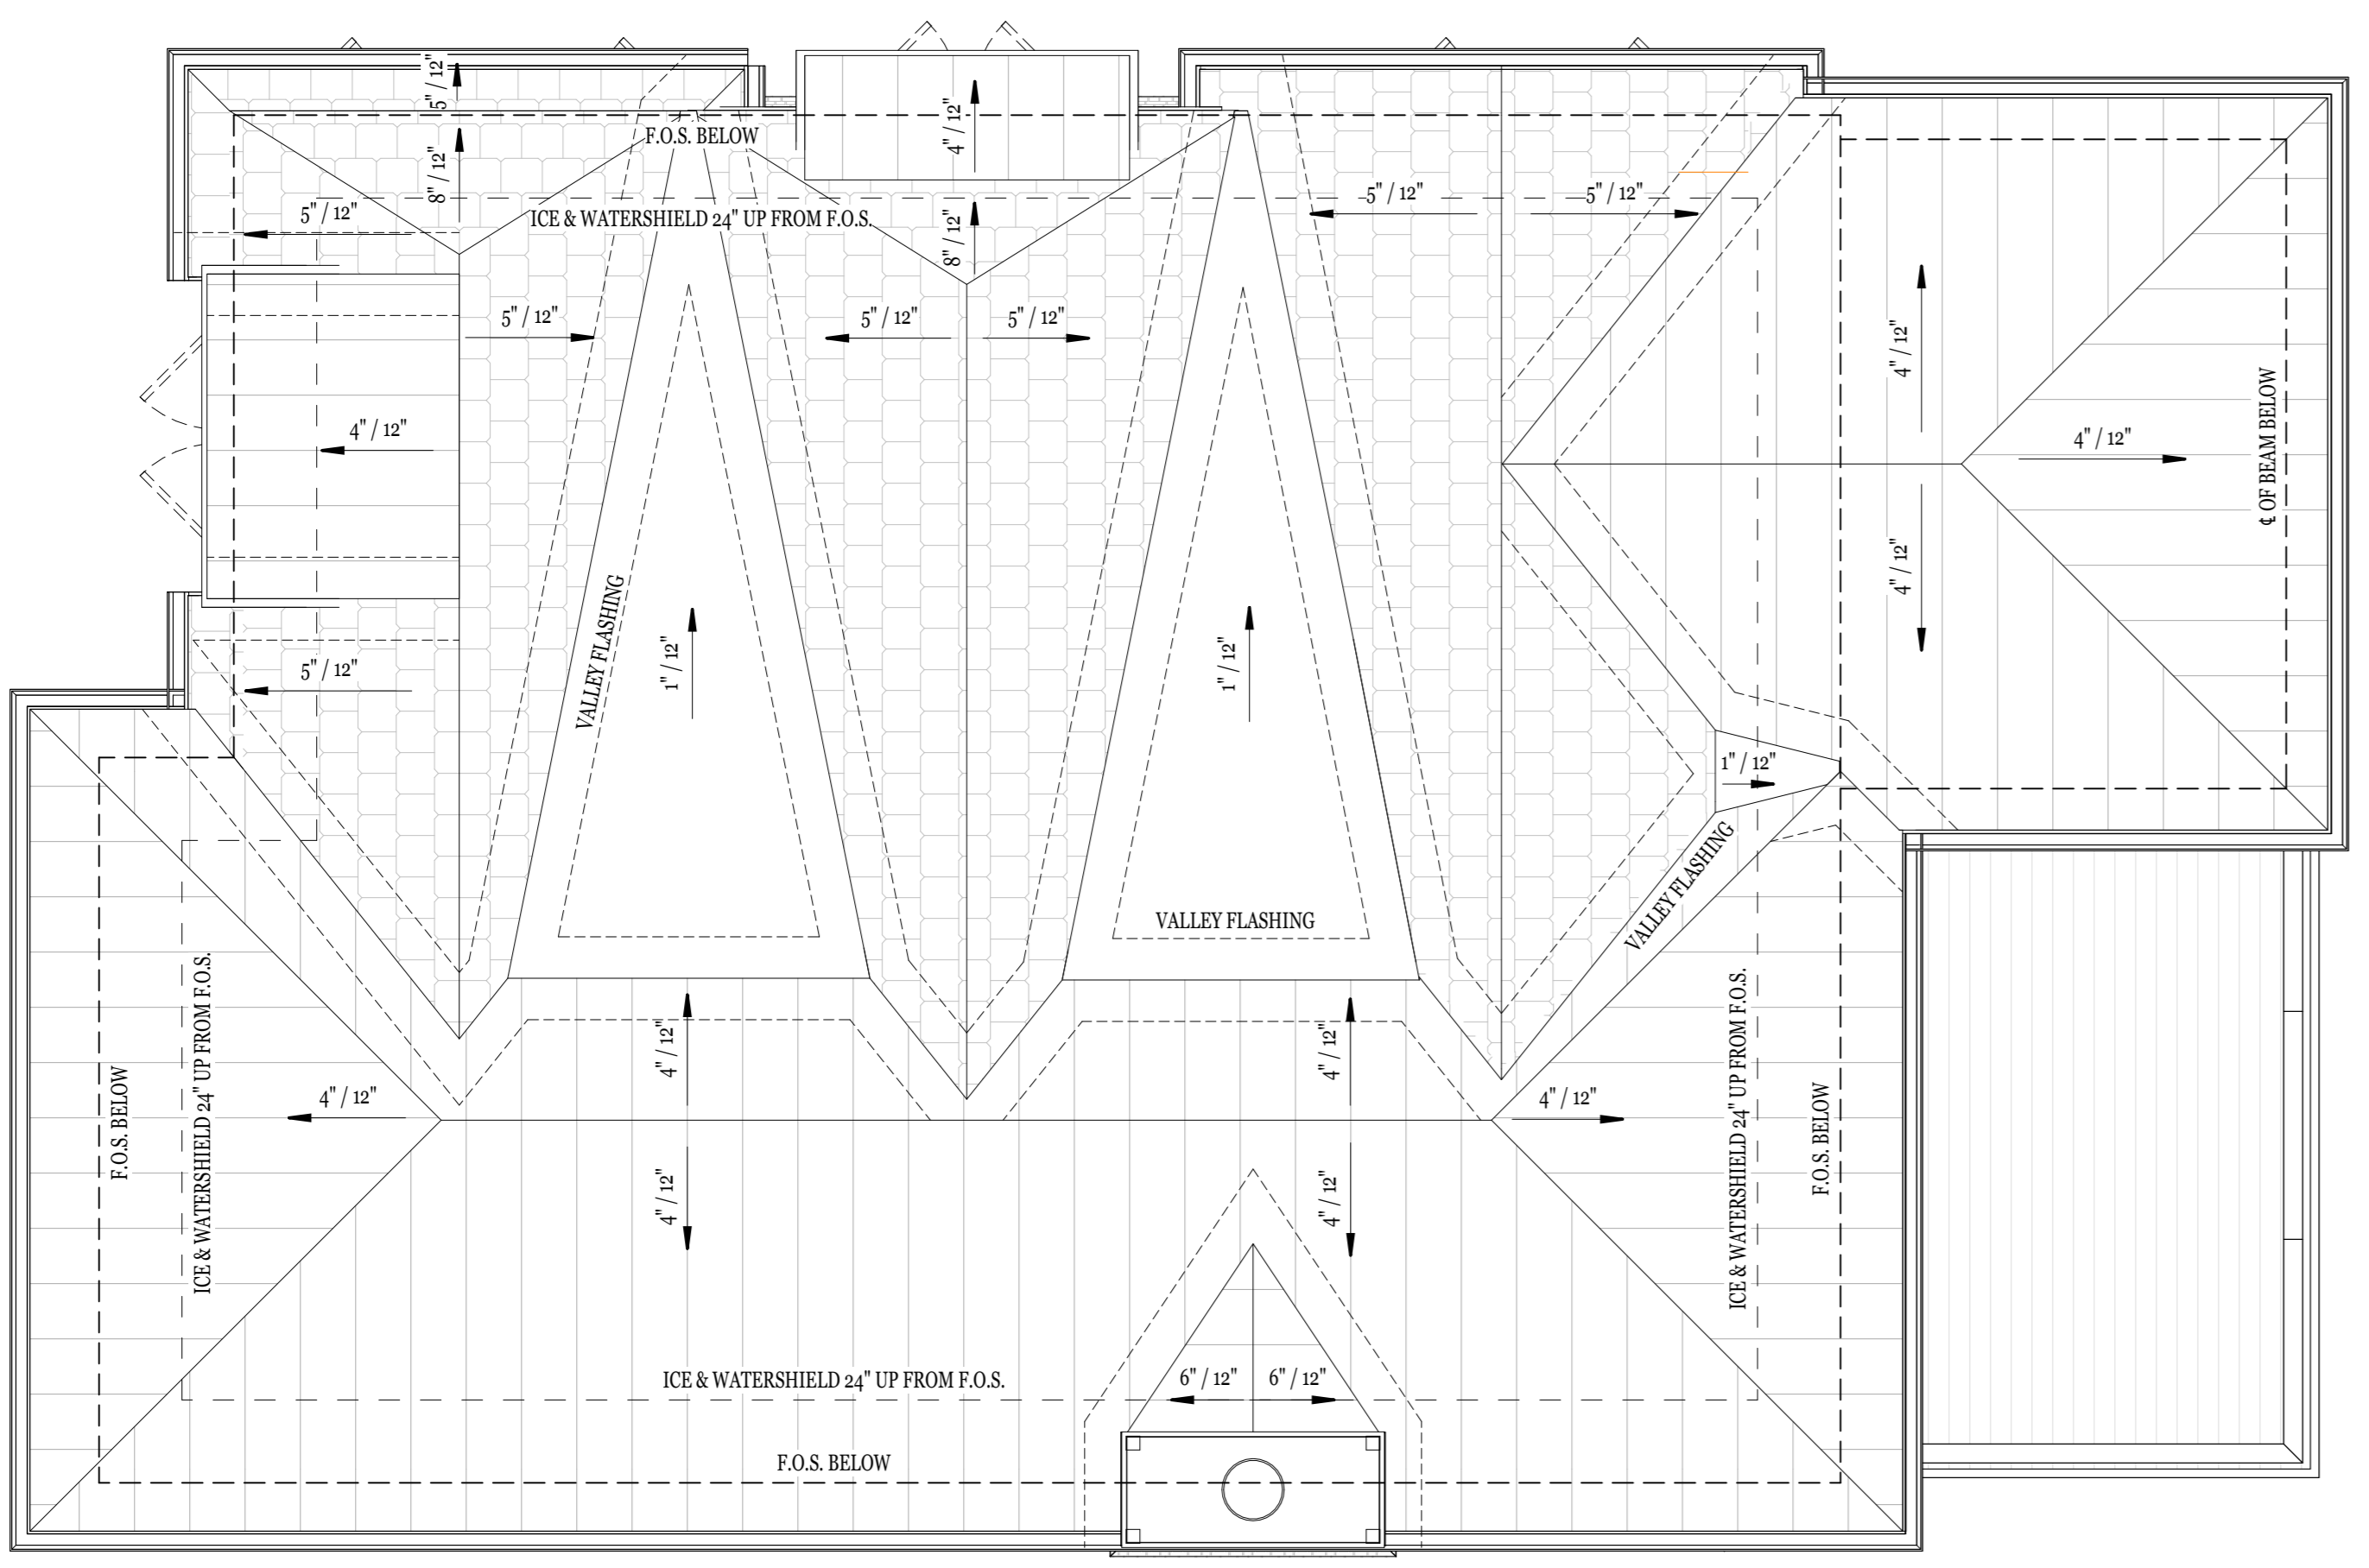 5" / 12"
F.O.S. BELOW
4" / 12"
8" / 12"
5" / 12"
5" / 12"
5" / 12"
ICE & WATERSHIELD 24" UP FROM F.O.S.
8" / 12"
5" / 12"
5" / 12"
5" / 12"
4" / 12"
4" / 12"
4" / 12"
℄ OF BEAM BELOW
4" / 12"
VALLEY FLASHING
1" / 12"
1" / 12"
5" / 12"
1" / 12"
VALLEY FLASHING
VALLEY FLASHING
4" / 12"
4" / 12"
4" / 12"
4" / 12"
F.O.S. BELOW
ICE & WATERSHIELD 24" UP FROM F.O.S.
ICE & WATERSHIELD 24" UP FROM F.O.S.
F.O.S. BELOW
4" / 12"
4" / 12"
6" / 12"
6" / 12"
ICE & WATERSHIELD 24" UP FROM F.O.S.
F.O.S. BELOW